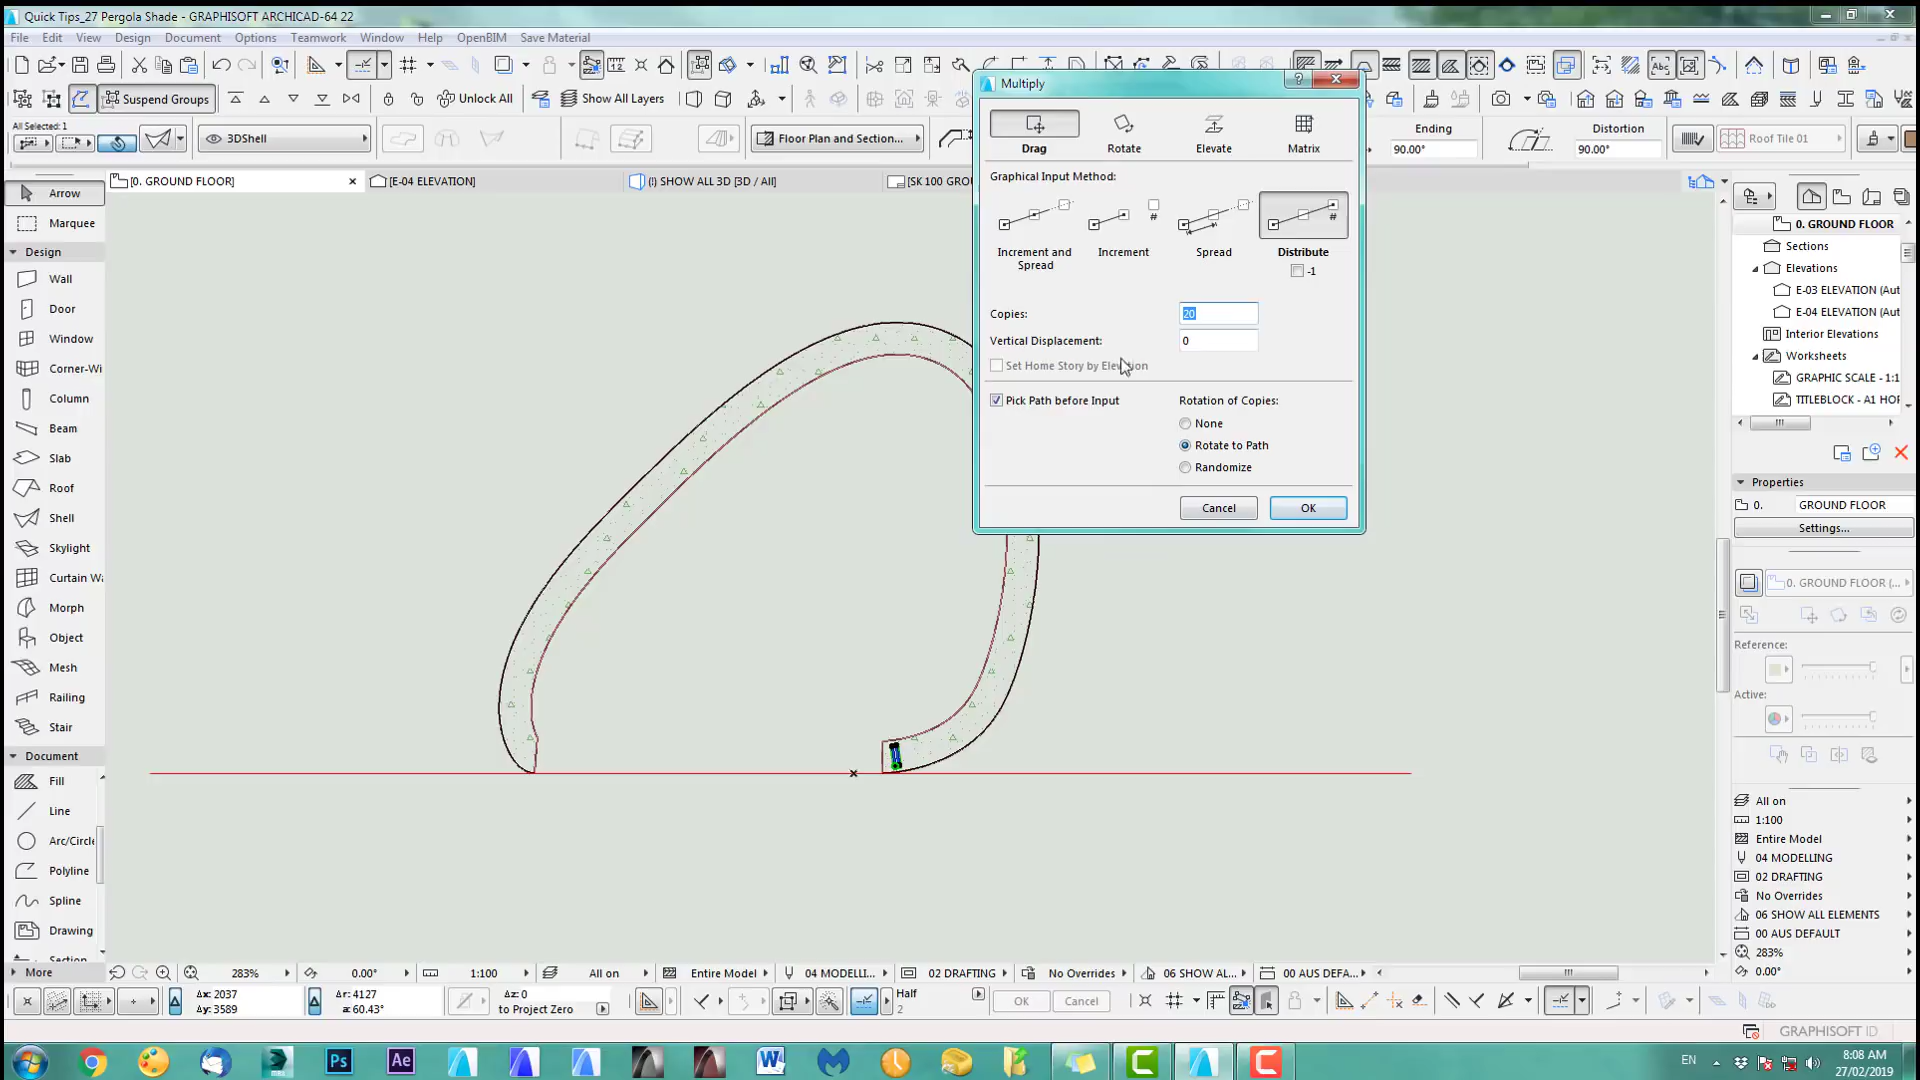 Quick Tips_27 Pergola Shade - GRAPHISOFT ARCHICAD-64 22
File Edit View Design Document Options Teamwork Window Help OpenBIM Save Material
Suspend Groups
Unlock All
Show All Layers
All Selected: 1
3DShell
Floor Plan and Section...
Ending
90.00°
Distortion
90.00°
Roof Tile 01
[0. GROUND FLOOR]
[E-04 ELEVATION]
(!) SHOW ALL 3D [3D / All]
[SK 100 GROU
Arrow
Marquee
Design
Wall
Door
Window
Corner-Wi
Column
Beam
Slab
Roof
Shell
Skylight
Curtain Wa
Morph
Object
Mesh
Railing
Stair
Document
Fill
Line
Arc/Circle
Polyline
Spline
Drawing
Section
More
Multiply
Drag
Rotate
Elevate
Matrix
Graphical Input Method:
Increment and Spread
Increment
Spread
Distribute
-1
Copies:
20
Vertical Displacement:
0
Set Home Story by Elevation
Pick Path before Input
Rotation of Copies:
None
Rotate to Path
Randomize
Cancel
OK
0. GROUND FLOOR
Sections
Elevations
E-03 ELEVATION (Aut
E-04 ELEVATION (Aut
Interior Elevations
Worksheets
GRAPHIC SCALE - 1:1
TITLEBLOCK - A1 HOF
Properties
0.
GROUND FLOOR
Settings...
0. GROUND FLOOR (...
Reference:
Active:
All on
1:100
Entire Model
04 MODELLING
02 DRAFTING
No Overrides
06 SHOW ALL ELEMENTS
00 AUS DEFAULT
283%
0.00°
283%
0.00°
1:100
All on
Entire Model
04 MODELLI...
02 DRAFTING
No Overrides
06 SHOW AL...
00 AUS DEFA...
Δx: 2037
Δy: 3589
Δr: 4127
a: 60.43°
Δz: 0
to Project Zero
Half
2
OK
Cancel
GRAPHISOFT ID
Ps
Ae
EN
8:08 AM
27/02/2019